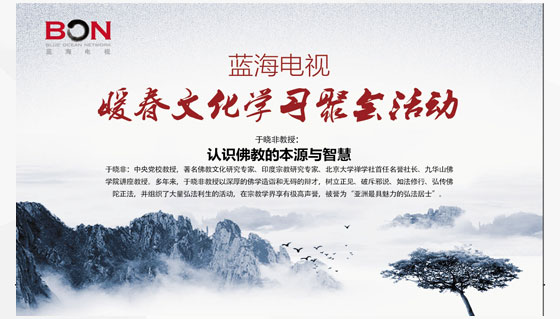 BON
BLUE OCEAN NETWORK
蓝海电视
蓝海电视
暖春文化学习聚会活动
于晓非教授:
认识佛教的本源与智慧
于晓非:中央党校教授,著名佛教文化研究专家、印度宗教研究专家、北京大学禅学社首任名誉社长、九华山佛
学院讲座教授。多年来,于晓非教授以深厚的佛学造诣和无碍的辩才,树立正见、破斥邪说、如法修行、弘传佛
陀正法,并组织了大量弘法利生的活动,在宗教学界享有极高声誉,被誉为“亚洲最具魅力的弘法居士”。